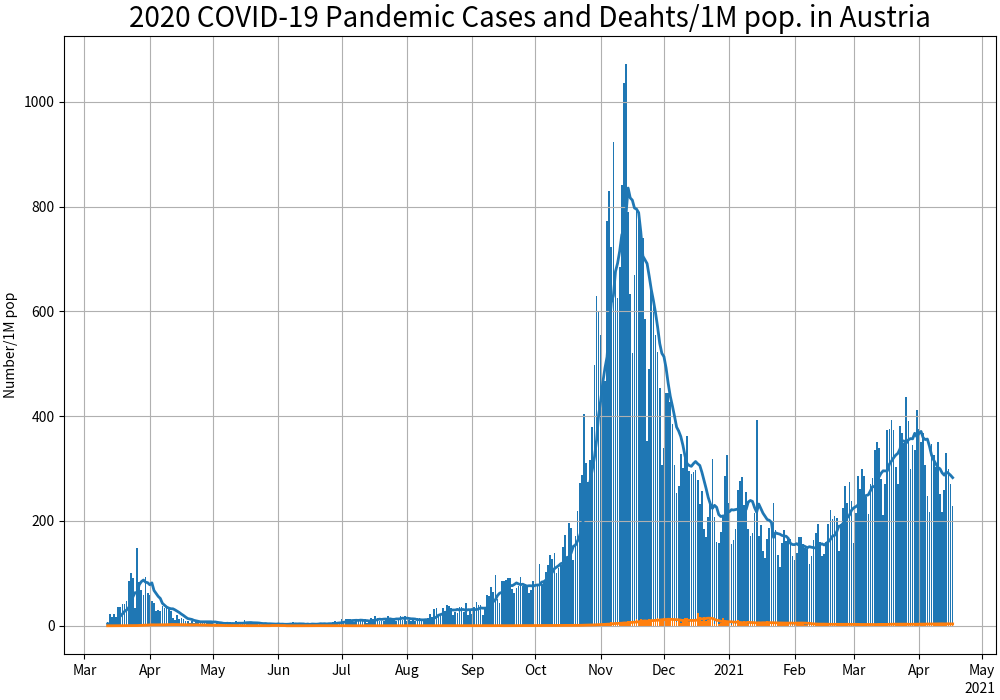 2020 COVID-19 Pandemic Cases and Deahts/1M pop. in Austria
Number/1M pop
1000
800
600
400
200
0
Mar Apr May Jun Jul Aug Sep Oct Nov Dec 2021 Feb Mar Apr May
2021